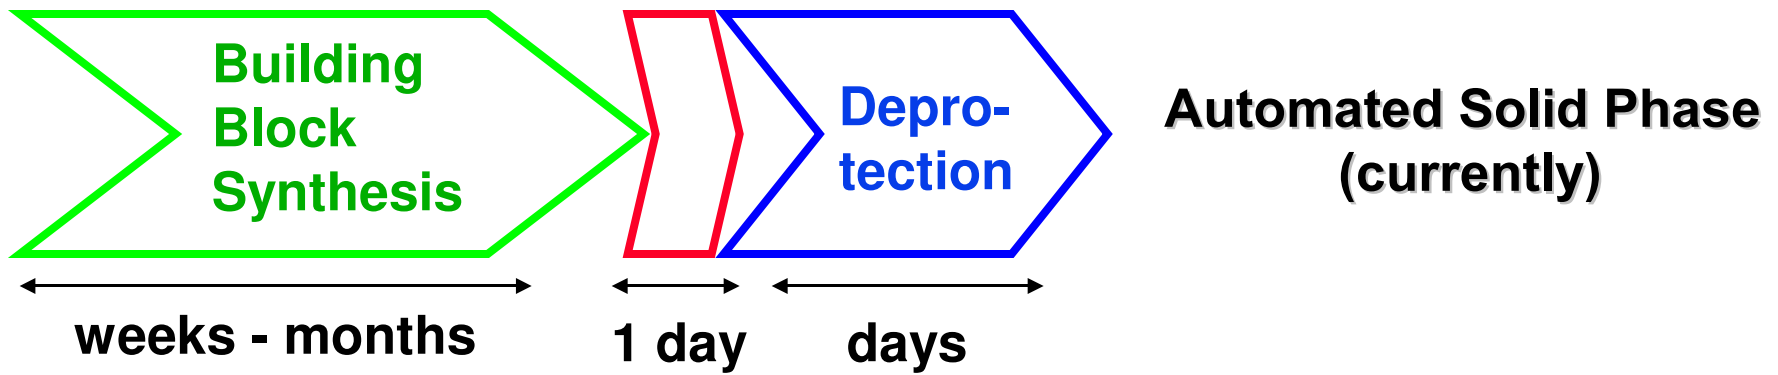 Building
Block
Synthesis
Depro-
tection
Automated Solid Phase
(currently)
weeks - months
1 day
days